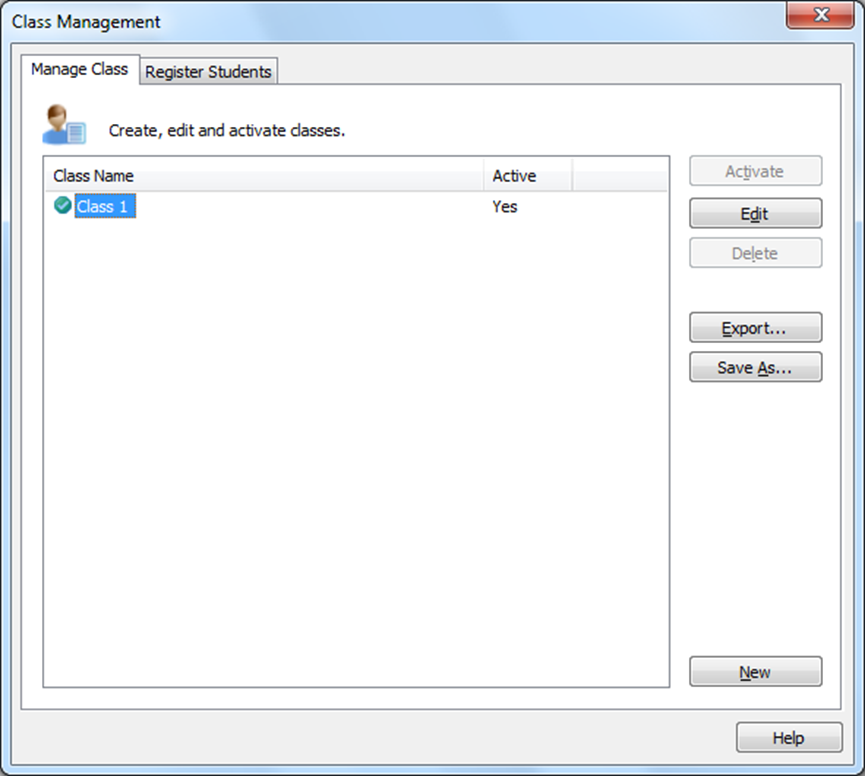 Class Management
Manage Class
Register Students
Create, edit and activate classes.
Class Name Active
Class 1 Yes
Activate
Edit
Delete
Export...
Save As...
New
Help